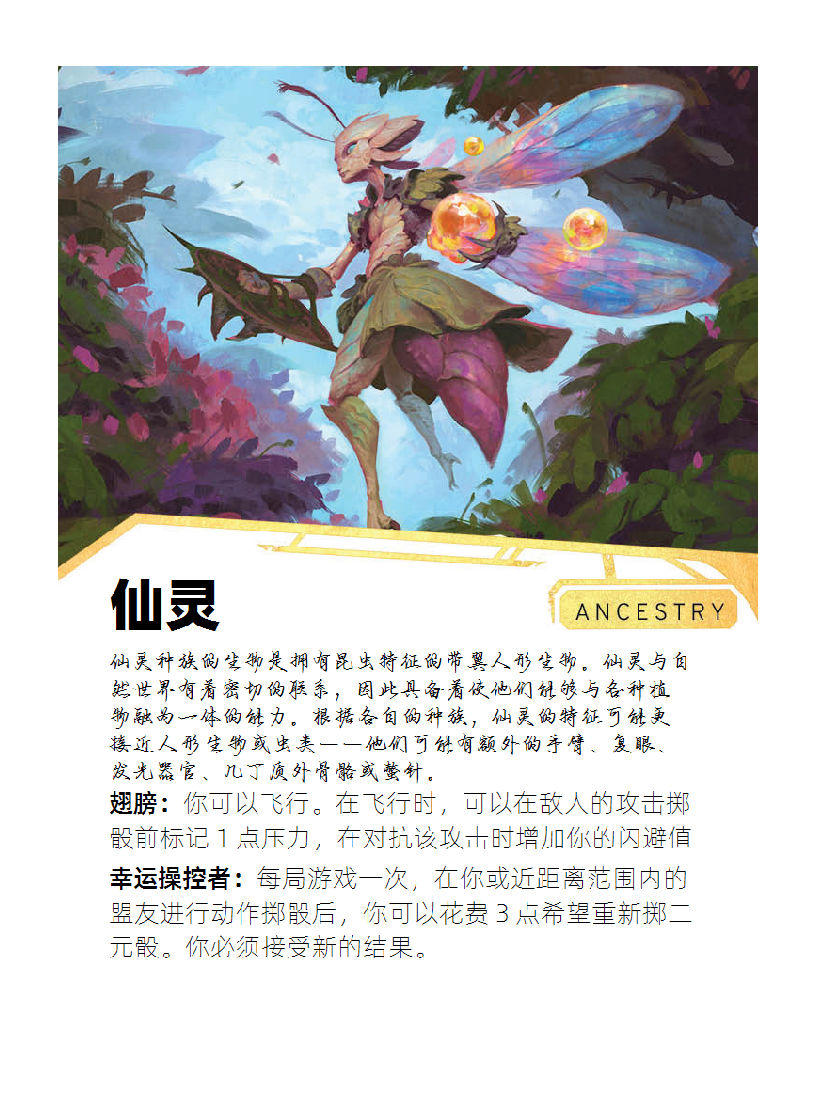 仙灵
ANCESTRY
仙灵种族的生物是拥有昆虫特征的带翼人形生物。仙灵与自
然世界有着密切的联系，因此具备着使他们能够与各种植
物融为一体的能力。根据各自的种族，仙灵的特征可能更
接近人形生物或虫类——他们可能有额外的手臂、复眼、
发光器官、几丁质外骨骼或螫针。
翅膀：你可以飞行。在飞行时，可以在敌人的攻击掷
骰前标记 1 点压力，在对抗该攻击时增加你的闪避值
幸运操控者：每局游戏一次，在你或近距离范围内的
盟友进行动作掷骰后，你可以花费 3 点希望重新掷二
元骰。你必须接受新的结果。